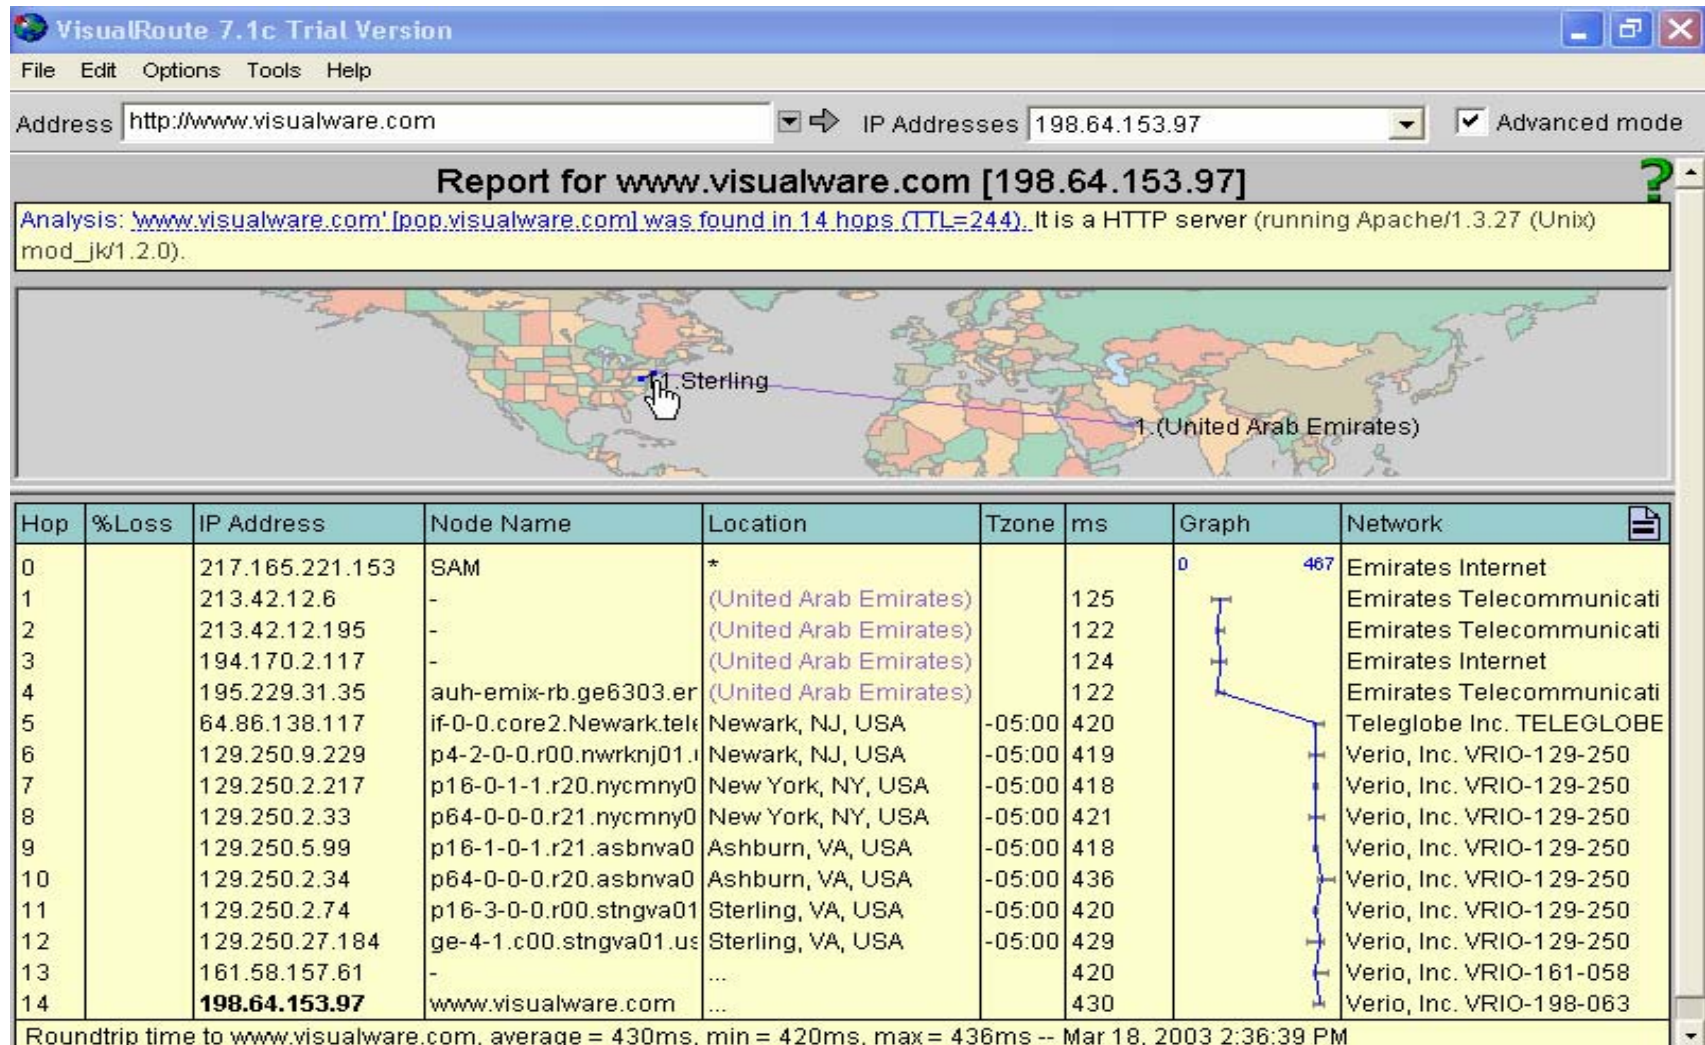 VisualRoute 7.1c Trial Version
File Edit Options Tools Help
Address http://www.visualware.com IP Addresses 198.64.153.97 Advanced mode
Report for www.visualware.com [198.64.153.97]
?
Analysis: 'www.visualware.com' [pop.visualware.com] was found in 14 hops (TTL=244). It is a HTTP server (running Apache/1.3.27 (Unix)
mod_jk/1.2.0).
11.Sterling
1.(United Arab Emirates)
Hop %Loss IP Address Node Name Location Tzone ms Graph Network
0 217.165.221.153 SAM * 0 467 Emirates Internet
1 213.42.12.6 - (United Arab Emirates) 125 Emirates Telecommunicati
2 213.42.12.195 - (United Arab Emirates) 122 Emirates Telecommunicati
3 194.170.2.117 - (United Arab Emirates) 124 Emirates Internet
4 195.229.31.35 auh-emix-rb.ge6303.er (United Arab Emirates) 122 Emirates Telecommunicati
5 64.86.138.117 if-0-0.core2.Newark.tele Newark, NJ, USA -05:00 420 Teleglobe Inc. TELEGLOBE
6 129.250.9.229 p4-2-0-0.r00.nwrknj01. Newark, NJ, USA -05:00 419 Verio, Inc. VRIO-129-250
7 129.250.2.217 p16-0-1-1.r20.nycmny0 New York, NY, USA -05:00 418 Verio, Inc. VRIO-129-250
8 129.250.2.33 p64-0-0-0.r21.nycmny0 New York, NY, USA -05:00 421 Verio, Inc. VRIO-129-250
9 129.250.5.99 p16-1-0-1.r21.asbnva0 Ashburn, VA, USA -05:00 418 Verio, Inc. VRIO-129-250
10 129.250.2.34 p64-0-0-0.r20.asbnva0 Ashburn, VA, USA -05:00 436 Verio, Inc. VRIO-129-250
11 129.250.2.74 p16-3-0-0.r00.stngva01 Sterling, VA, USA -05:00 420 Verio, Inc. VRIO-129-250
12 129.250.27.184 ge-4-1.c00.stngva01.us Sterling, VA, USA -05:00 429 Verio, Inc. VRIO-129-250
13 161.58.157.61 - ... 420 Verio, Inc. VRIO-161-058
14 198.64.153.97 www.visualware.com ... 430 Verio, Inc. VRIO-198-063
Roundtrip time to www.visualware.com, average = 430ms, min = 420ms, max = 436ms -- Mar 18, 2003 2:36:39 PM